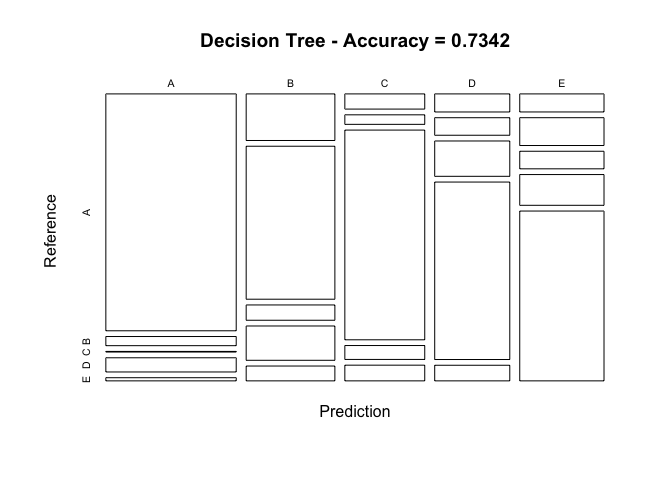 Decision Tree - Accuracy = 0.7342
A B C D E
Reference
A
B
C
D
E
Prediction